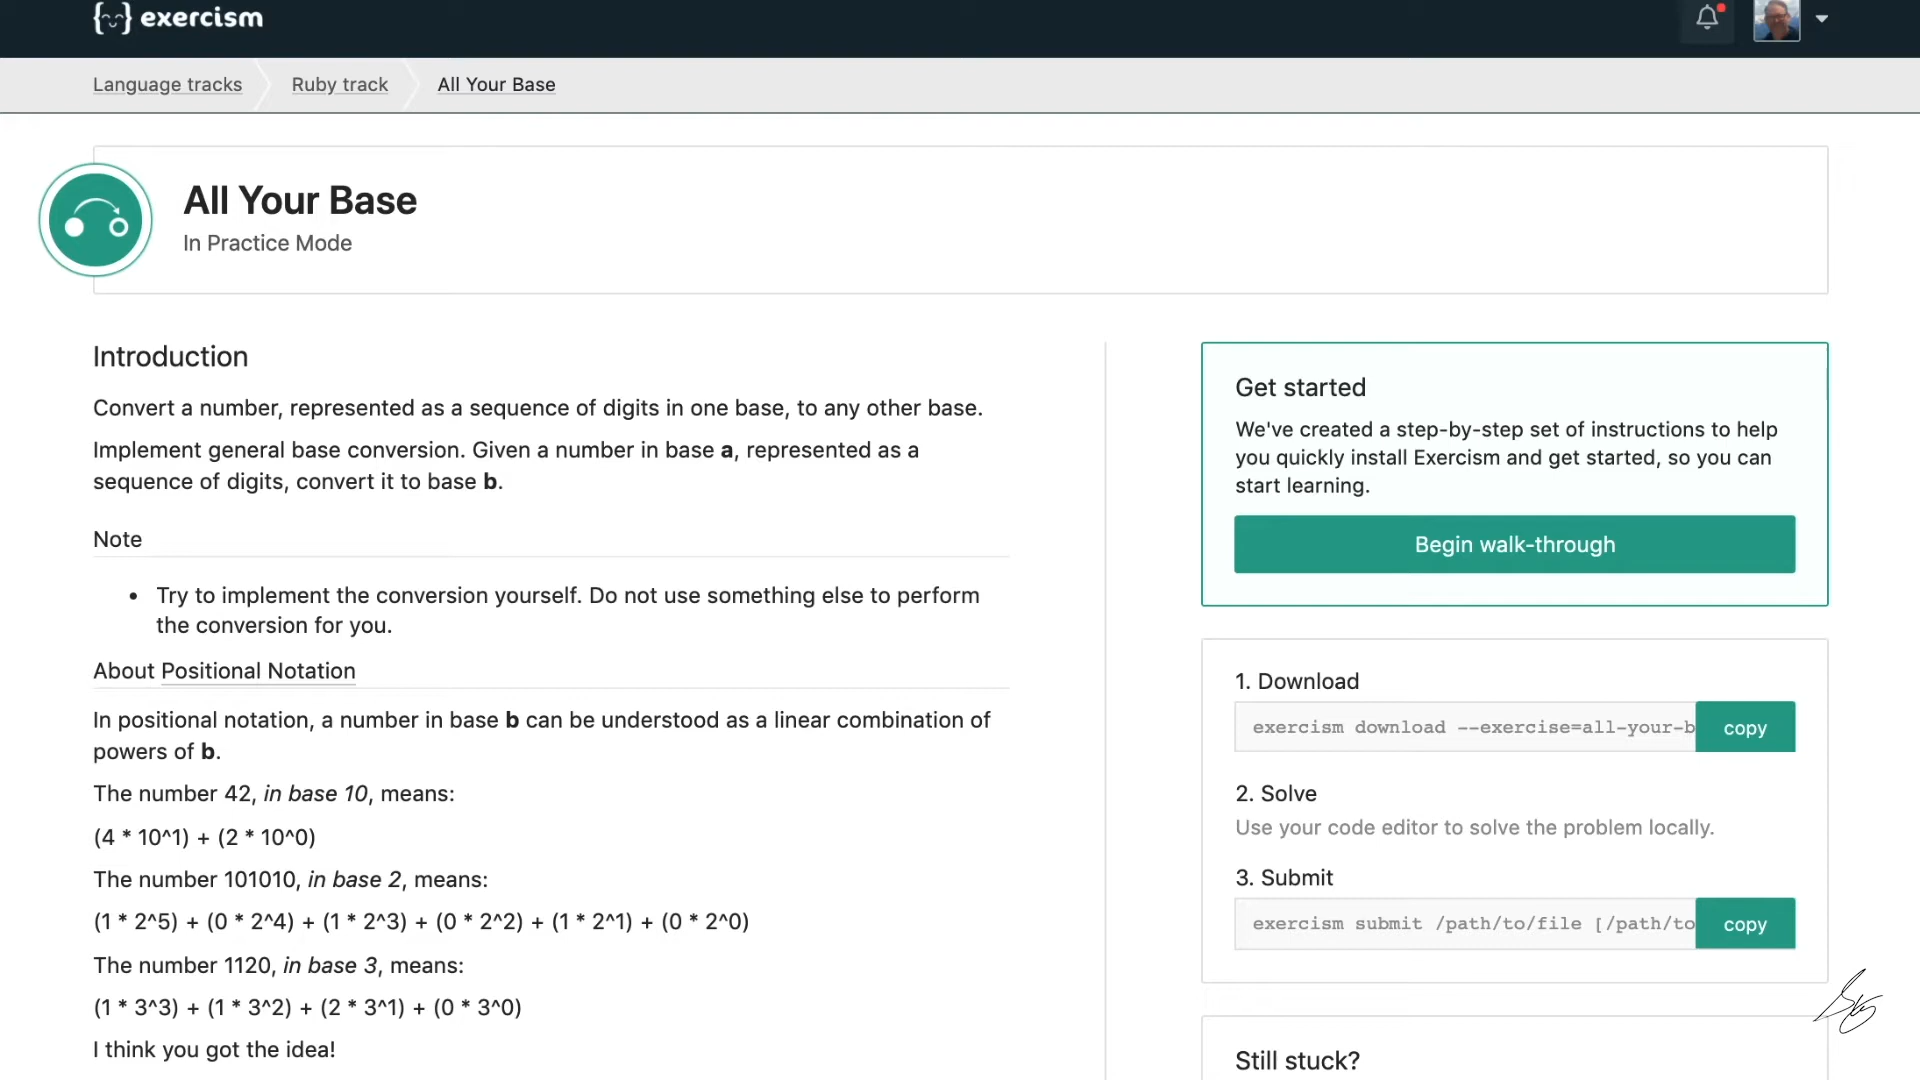 exercism
Language tracks
Ruby track
All Your Base
All Your Base
In Practice Mode
Introduction
Convert a number, represented as a sequence of digits in one base, to any other base.
Implement general base conversion. Given a number in base a, represented as a
sequence of digits, convert it to base b.
Note
• Try to implement the conversion yourself. Do not use something else to perform
the conversion for you.
About Positional Notation
In positional notation, a number in base b can be understood as a linear combination of
powers of b.
The number 42, in base 10, means:
(4 * 10^1) + (2 * 10^0)
The number 101010, in base 2, means:
(1 * 2^5) + (0 * 2^4) + (1 * 2^3) + (0 * 2^2) + (1 * 2^1) + (0 * 2^0)
The number 1120, in base 3, means:
(1 * 3^3) + (1 * 3^2) + (2 * 3^1) + (0 * 3^0)
I think you got the idea!
Get started
We've created a step-by-step set of instructions to help
you quickly install Exercism and get started, so you can
start learning.
Begin walk-through
1. Download
exercism download --exercise=all-your-b
copy
2. Solve
Use your code editor to solve the problem locally.
3. Submit
exercism submit /path/to/file [/path/to
copy
Still stuck?